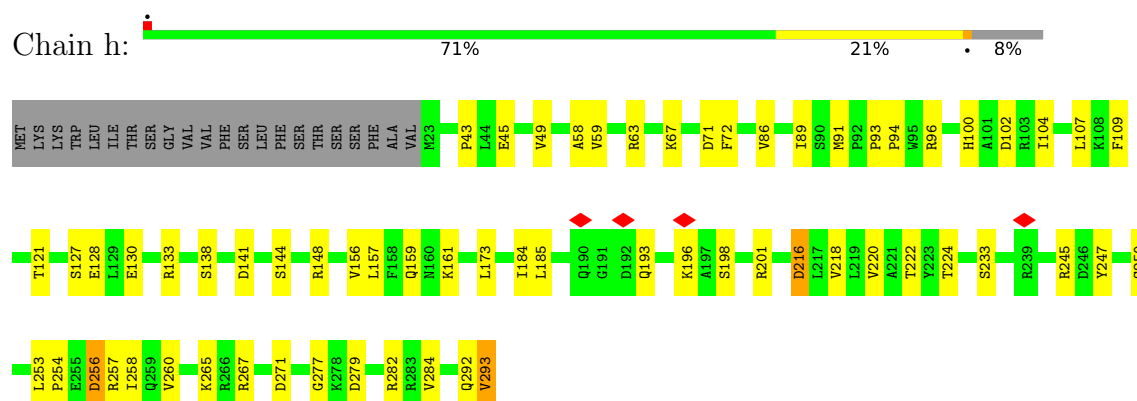 Chain h:
•
71% 21% • 8%
MET LYS LYS TRP LEU ILE THR SER GLY VAL VAL PHE SER LEU PHE SER THR SER SER PHE ALA VAL M23 P43 L44 E45 V49 A58 V59 R63 K67 D71 F72 V86 I89 S90 M91 P92 P93 P94 W95 R96 H100 A101 D102 R103 I104 L107 K108 F109
T121 S127 E128 L129 E130 R133 S138 D141 S144 R148 V156 L157 F158 Q159 N160 K161 L173 I184 L185 Q190 G191 D192 Q193 K196 A197 S198 R201 D216 L217 V218 L219 V220 A221 T222 Y223 T224 S233 R239 R245 D246 Y247
L253 P254 E255 D256 R257 I258 Q259 V260 K265 R266 R267 D271 G277 K278 D279 R282 R283 V284 Q292 V293